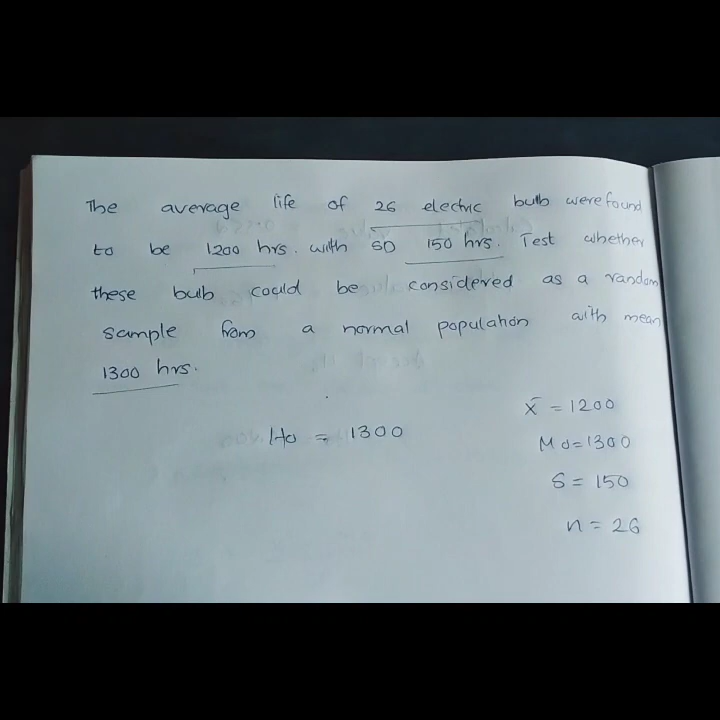 The average life of 26 electric bulb were found
to be 1200 hrs. with SD 150 hrs. Test whether
these bulb could be considered as a random
sample from a normal population with mean
1300 hrs.
H0 = 1300
x̄ = 1200
M0 = 1300
S = 150
n = 26